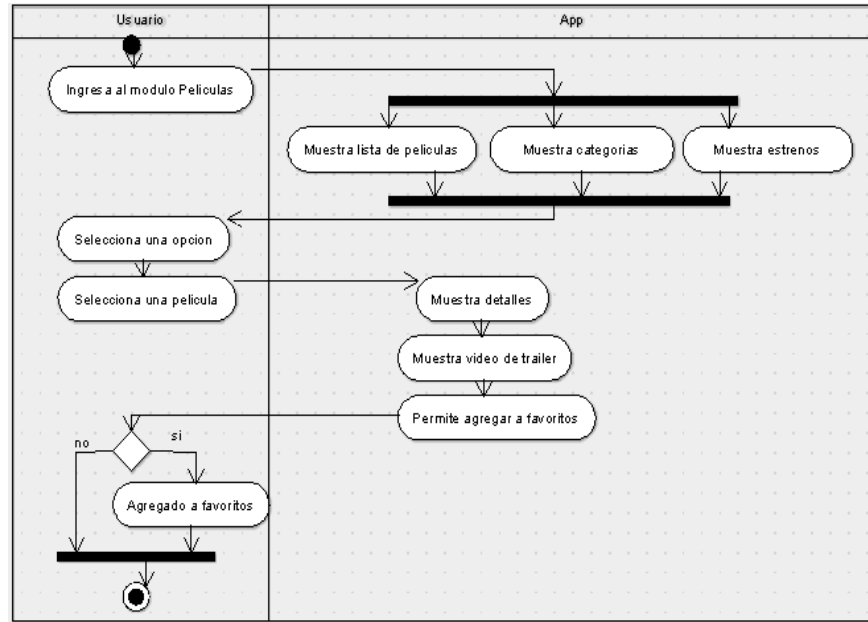 Usuario
App
Ingresa al modulo Peliculas
Muestra lista de peliculas
Muestra categorias
Muestra estrenos
Selecciona una opcion
Selecciona una pelicula
Muestra detalles
Muestra video de trailer
Permite agregar a favoritos
no
si
Agregado a favoritos